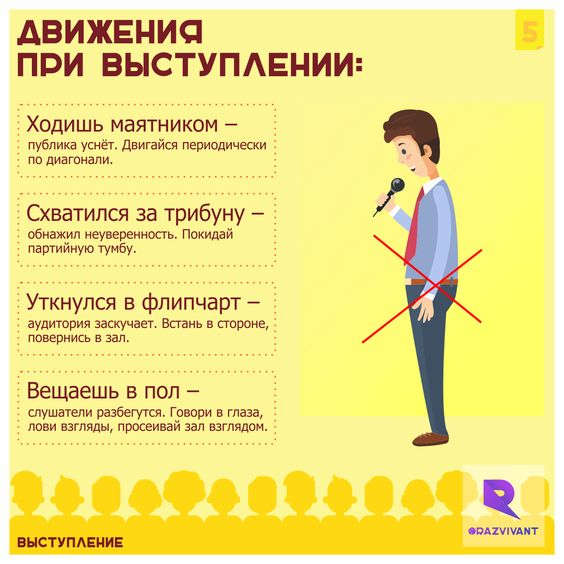 ДВИЖЕНИЯ
ПРИ ВЫСТУПЛЕНИИ:
5
Ходишь маятником –
публика уснёт. Двигайся периодически
по диагонали.
Схватился за трибуну –
обнажил неуверенность. Покидай
партийную тумбу.
Уткнулся в флипчарт –
аудитория заскучает. Встань в стороне,
повернись в зал.
Вещаешь в пол –
слушатели разбегутся. Говори в глаза,
лови взгляды, просеивай зал взглядом.
R
@RAZVIVANT
ВЫСТУПЛЕНИЕ